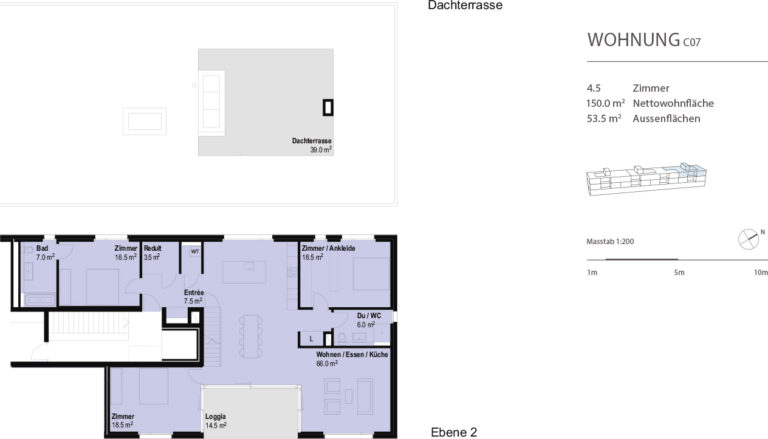 Dachterrasse
WOHNUNG C07
4.5 Zimmer
150.0 m² Nettowohnfläche
53.5 m² Aussenflächen
Dachterrasse
39.0 m²
Masstab 1:200
N
1m 5m 10m
Bad
7.0 m²
Zimmer
16.5 m²
Reduit
3.5 m²
WT
Zimmer / Ankleide
18.5 m²
Entrée
7.5 m²
Du / WC
6.0 m²
L
Wohnen / Essen / Küche
66.0 m²
Zimmer
18.5 m²
Loggia
14.5 m²
Ebene 2